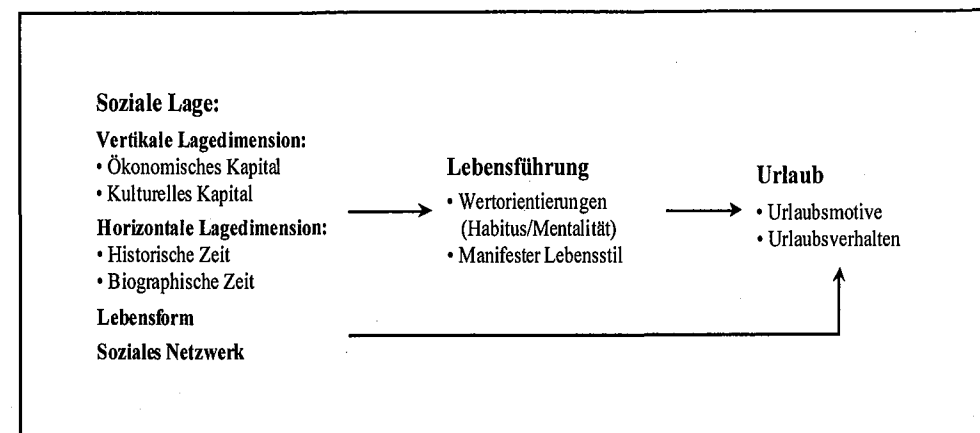 Soziale Lage:
Vertikale Lagedimension:
• Ökonomisches Kapital
• Kulturelles Kapital
Horizontale Lagedimension:
• Historische Zeit
• Biographische Zeit
Lebensform
Soziales Netzwerk
Lebensführung
• Wertorientierungen
(Habitus/Mentalität)
• Manifester Lebensstil
Urlaub
• Urlaubsmotive
• Urlaubsverhalten